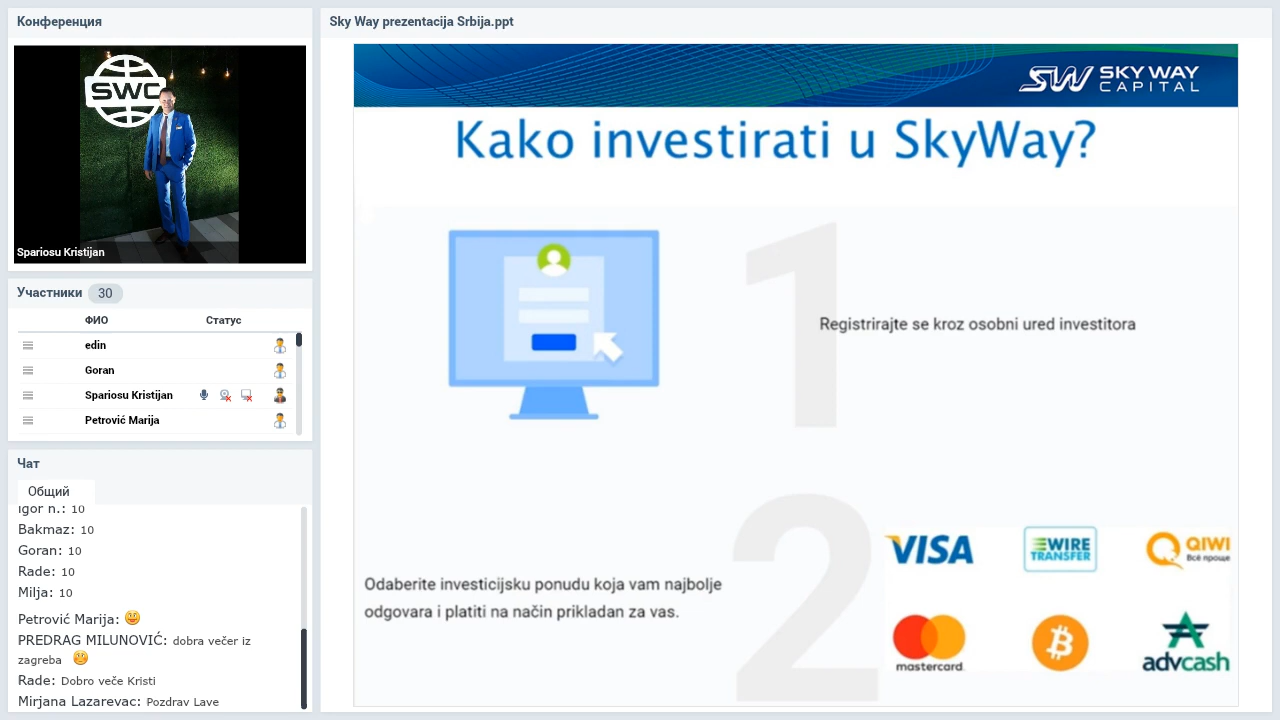 Конференция
SWC
Spariosu Kristijan
Участники 30
ФИО Статус
edin
Goran
Spariosu Kristijan
Petrović Marija
Чат
Общий
igor n.: 10
Bakmaz: 10
Goran: 10
Rade: 10
Milja: 10
Petrović Marija:
PREDRAG MILUNOVIĆ: dobra večer iz
zagreba
Rade: Dobro veče Kristi
Mirjana Lazarevac: Pozdrav Lave
Sky Way prezentacija Srbija.ppt
SW SKY WAY
CAPITAL
Kako investirati u SkyWay?
1
Registrirajte se kroz osobni ured investitora
2
Odaberite investicijsku ponudu koja vam najbolje
odgovara i platiti na način prikladan za vas.
VISA
WIRE
TRANSFER
QIWI
Всё проще
mastercard
advcash